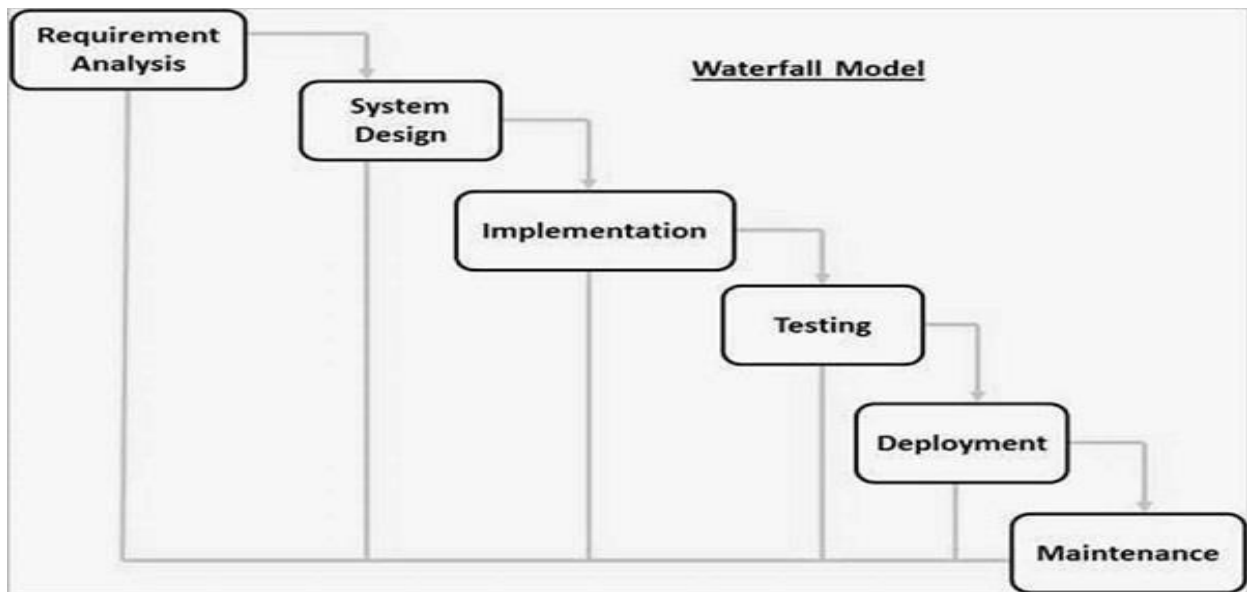 Requirement
Analysis
Waterfall Model
System
Design
Implementation
Testing
Deployment
Maintenance